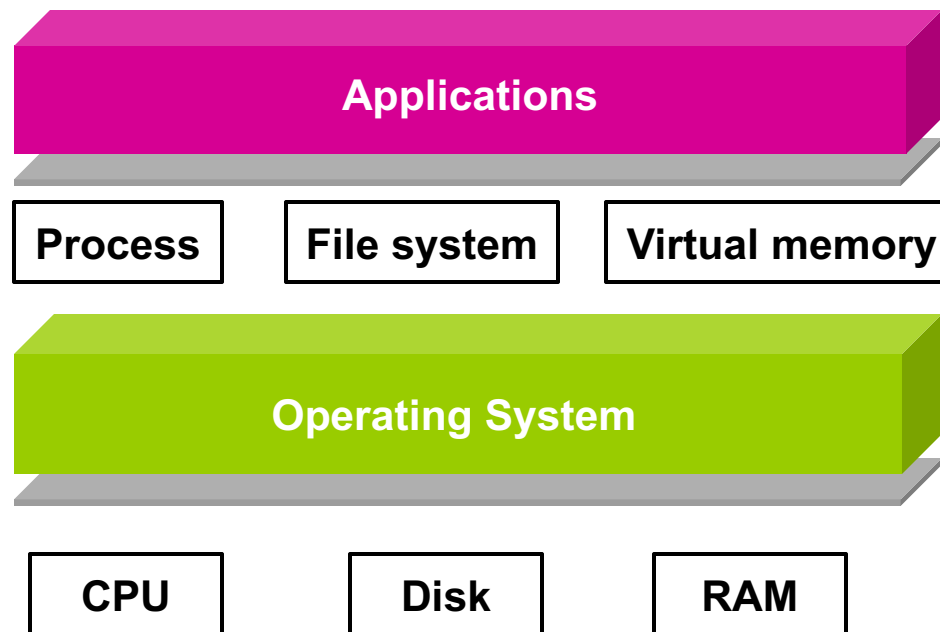 Applications
Process
File system
Virtual memory
Operating System
CPU
Disk
RAM